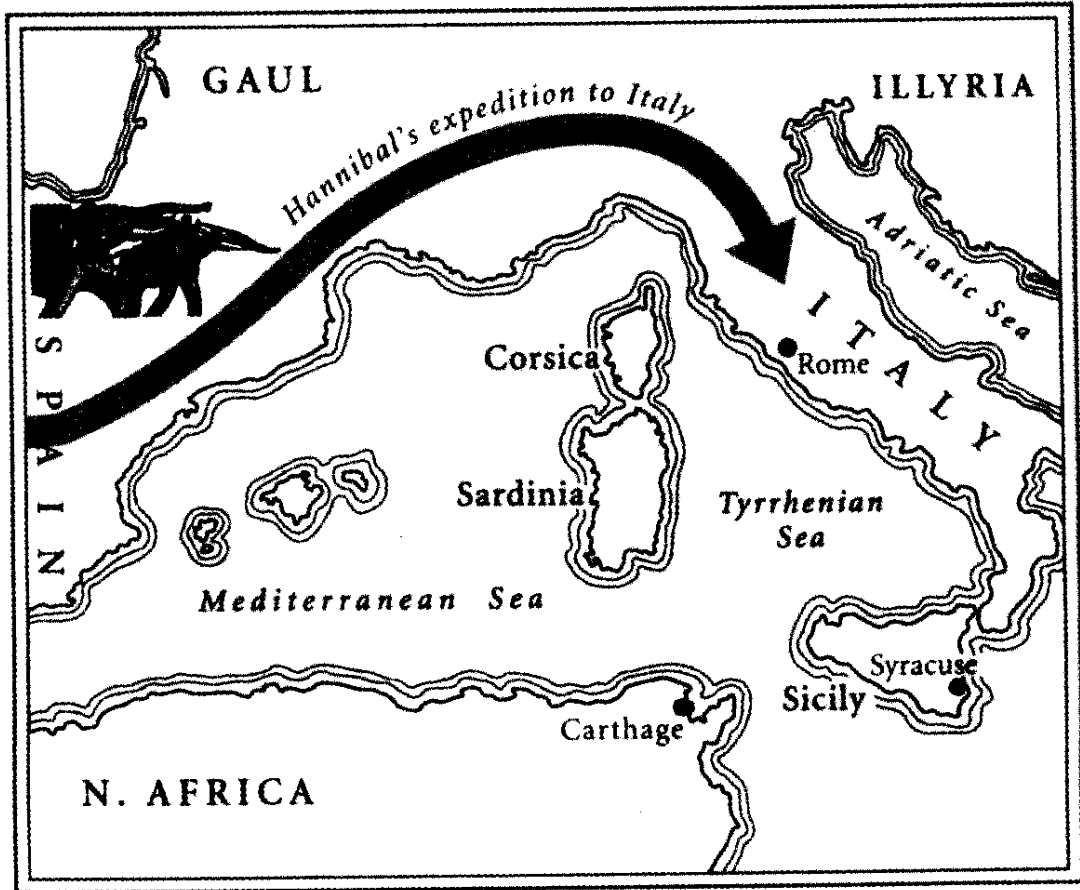 GAUL
ILLYRIA
Hannibal's expedition to Italy
Adriatic Sea
SPAIN
ITALY
Corsica
Rome
Sardinia
Tyrrhenian
Sea
Mediterranean Sea
Syracuse
Sicily
Carthage
N. AFRICA